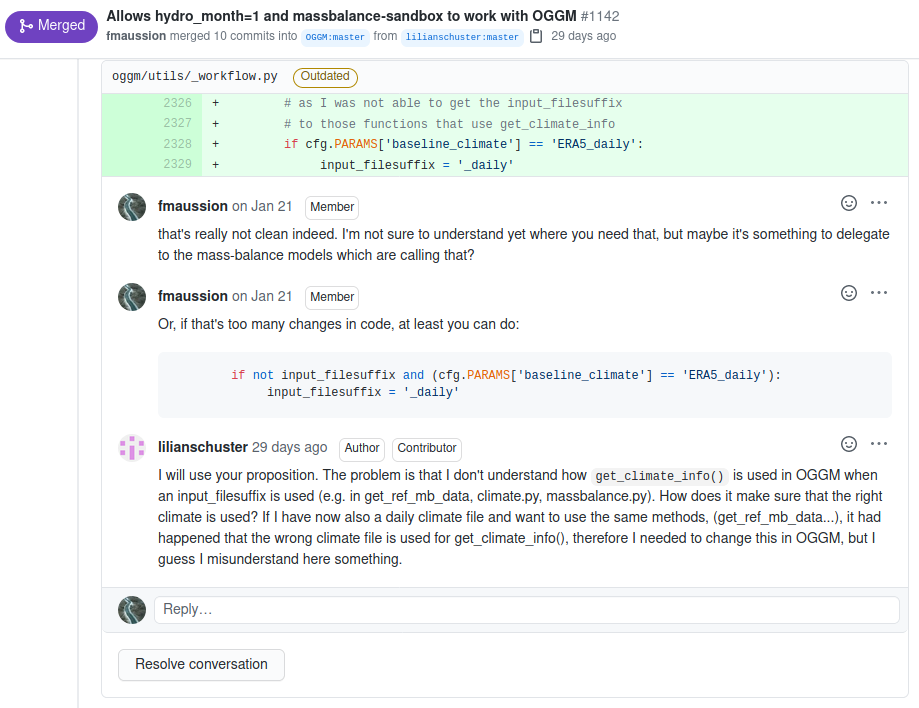 Merged
Allows hydro_month=1 and massbalance-sandbox to work with OGGM #1142
fmaussion merged 10 commits into OGGM:master from lilianschuster:master 29 days ago
oggm/utils/_workflow.py Outdated
2326 + # as I was not able to get the input_filesuffix
2327 + # to those functions that use get_climate_info
2328 + if cfg.PARAMS['baseline_climate'] == 'ERA5_daily':
2329 + input_filesuffix = '_daily'
fmaussion on Jan 21 Member
that's really not clean indeed. I'm not sure to understand yet where you need that, but maybe it's something to delegate
to the mass-balance models which are calling that?
fmaussion on Jan 21 Member
Or, if that's too many changes in code, at least you can do:
if not input_filesuffix and (cfg.PARAMS['baseline_climate'] == 'ERA5_daily'):
input_filesuffix = '_daily'
lilianschuster 29 days ago Author Contributor
I will use your proposition. The problem is that I don't understand how get_climate_info() is used in OGGM when
an input_filesuffix is used (e.g. in get_ref_mb_data, climate.py, massbalance.py). How does it make sure that the right
climate is used? If I have now also a daily climate file and want to use the same methods, (get_ref_mb_data...), it had
happened that the wrong climate file is used for get_climate_info(), therefore I needed to change this in OGGM, but I
guess I misunderstand here something.
Reply…
Resolve conversation